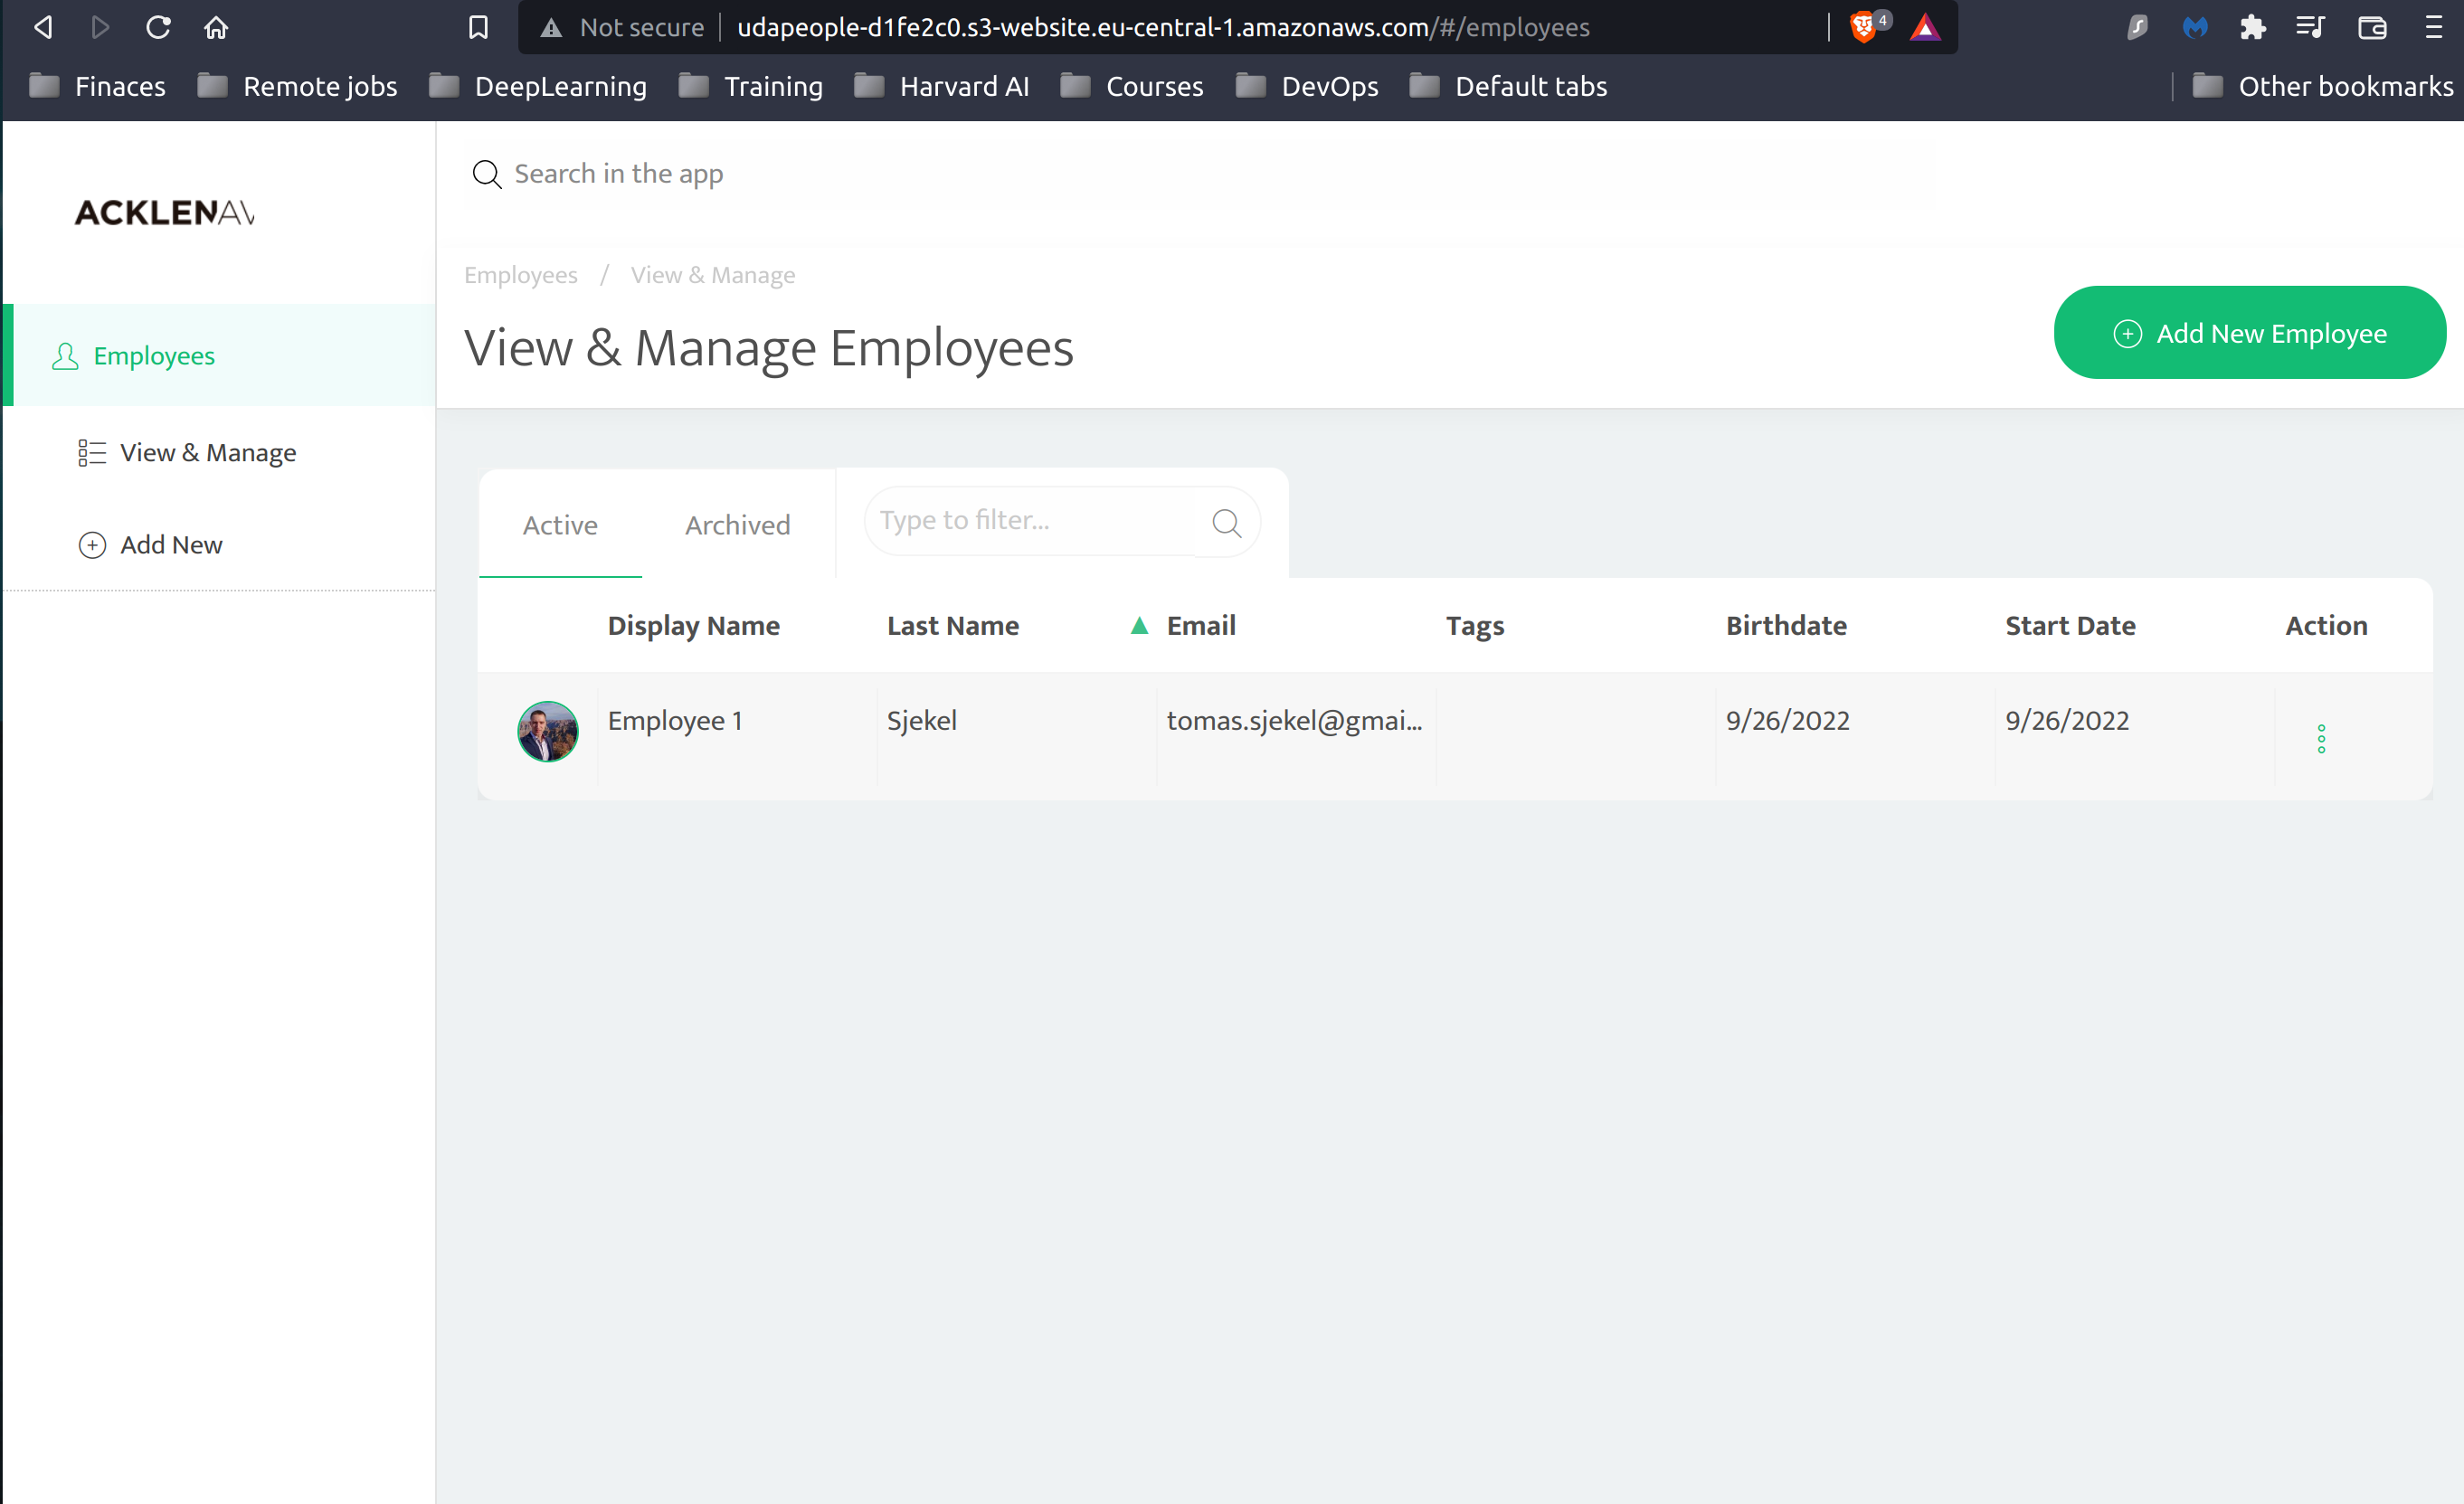 Not secure udapeople-d1fe2c0.s3-website.eu-central-1.amazonaws.com/#/employees 4
Finaces Remote jobs DeepLearning Training Harvard AI Courses DevOps Default tabs Other bookmarks
ACKLENAV
Search in the app
Employees / View & Manage
View & Manage Employees
Add New Employee
Employees
View & Manage
Add New
Active Archived Type to filter...
Display Name Last Name Email Tags Birthdate Start Date Action
Employee 1 Sjekel tomas.sjekel@gmai... 9/26/2022 9/26/2022